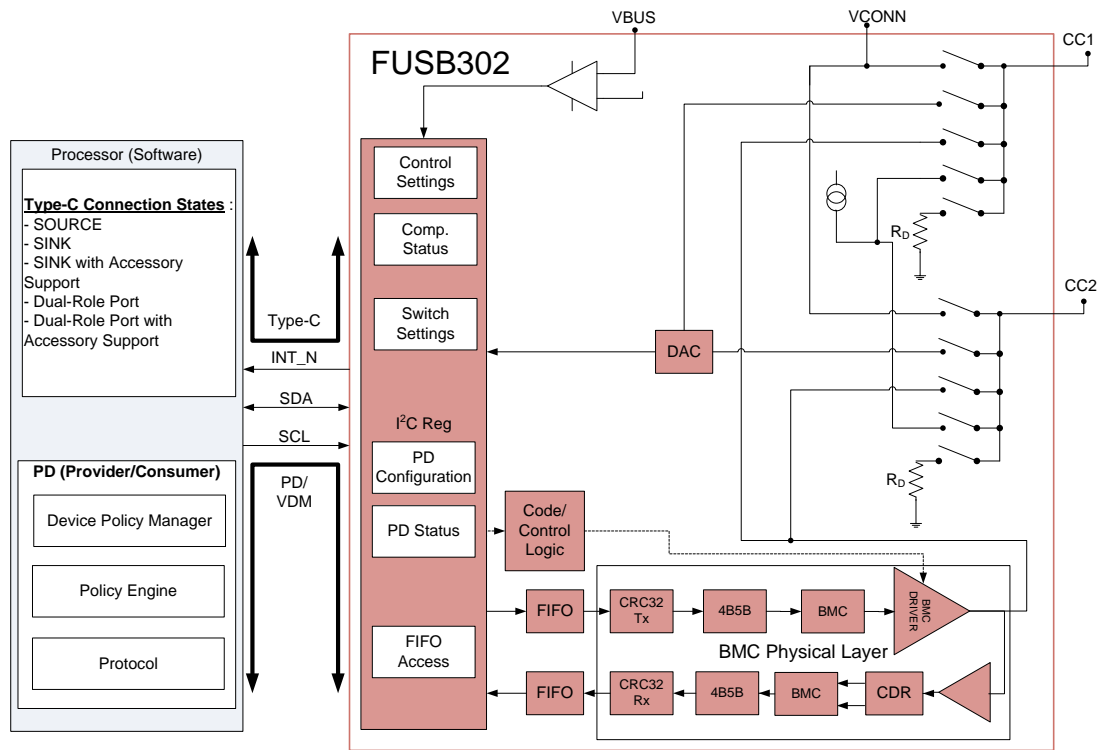 VBUS
VCONN
CC1
FUSB302
Processor (Software)
Type-C Connection States :
- SOURCE
- SINK
- SINK with Accessory
Support
- Dual-Role Port
- Dual-Role Port with
Accessory Support
Type-C
INT_N
SDA
SCL
PD (Provider/Consumer)
Device Policy Manager
Policy Engine
Protocol
PD/
VDM
Control
Settings
Comp.
Status
Switch
Settings
I²C Reg
PD
Configuration
PD Status
FIFO
Access
Code/
Control
Logic
DAC
R_D
CC2
R_D
FIFO
CRC32
Tx
4B5B
BMC
BMC
DRIVER
BMC Physical Layer
FIFO
CRC32
Rx
4B5B
BMC
CDR